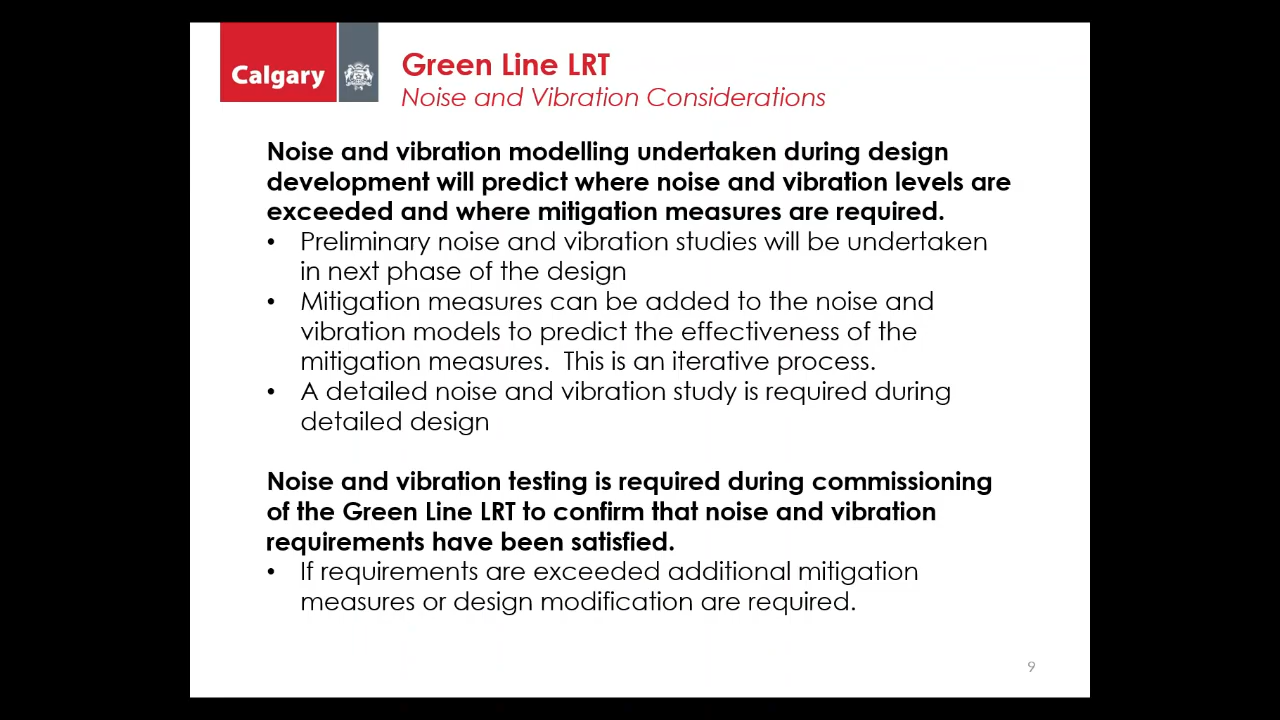 Calgary
Green Line LRT
Noise and Vibration Considerations
Noise and vibration modelling undertaken during design
development will predict where noise and vibration levels are
exceeded and where mitigation measures are required.
• Preliminary noise and vibration studies will be undertaken
in next phase of the design
• Mitigation measures can be added to the noise and
vibration models to predict the effectiveness of the
mitigation measures.  This is an iterative process.
• A detailed noise and vibration study is required during
detailed design
Noise and vibration testing is required during commissioning
of the Green Line LRT to confirm that noise and vibration
requirements have been satisfied.
• If requirements are exceeded additional mitigation
measures or design modification are required.
9